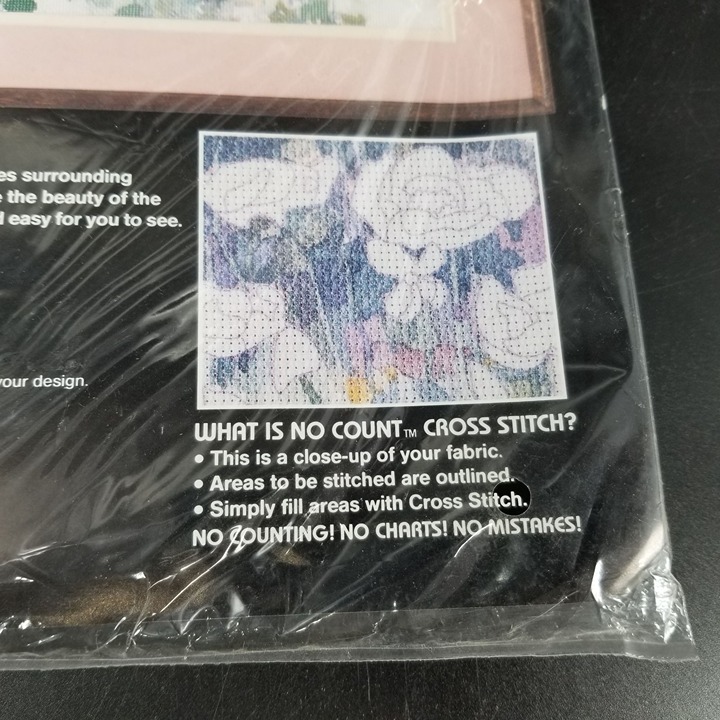 es surrounding
the beauty of the
easy for you to see.
your design.
WHAT IS NO COUNT™ CROSS STITCH?
• This is a close-up of your fabric.
• Areas to be stitched are outlined.
• Simply fill areas with Cross Stitch.
NO COUNTING! NO CHARTS! NO MISTAKES!